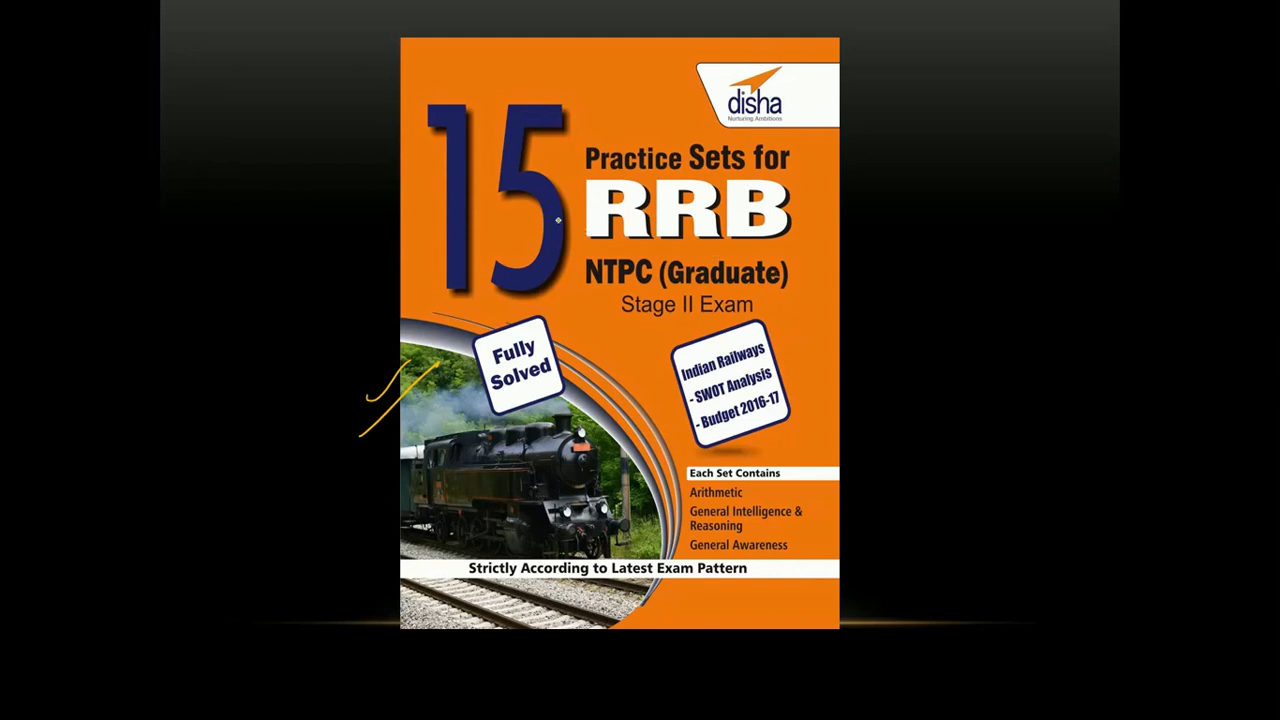 disha
Nurturing Ambitions
15
Practice Sets for
RRB
NTPC (Graduate)
Stage II Exam
Fully
Solved
Indian Railways
- SWOT Analysis
- Budget 2016-17
Each Set Contains
Arithmetic
General Intelligence &
Reasoning
General Awareness
Strictly According to Latest Exam Pattern